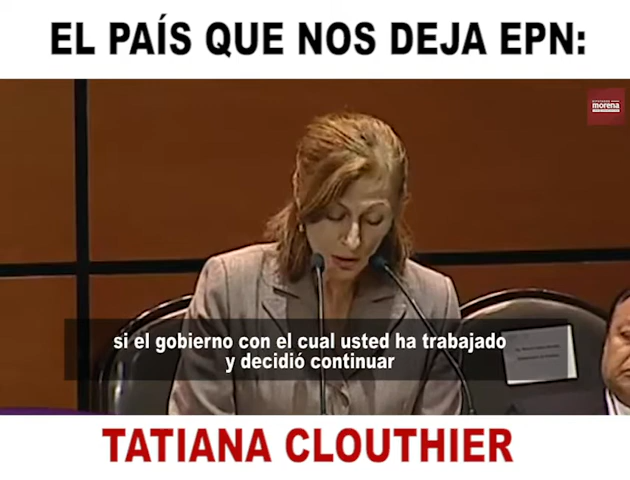 EL PAÍS QUE NOS DEJA EPN:
morena
si el gobierno con el cual usted ha trabajado
y decidió continuar
TATIANA CLOUTHIER